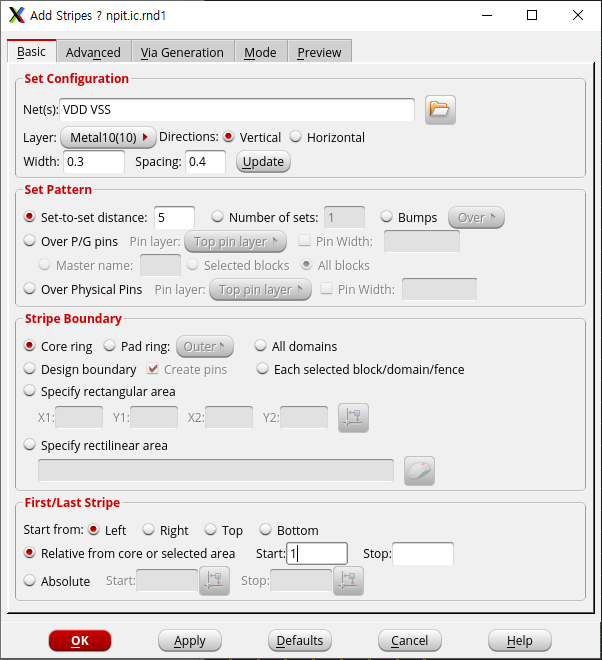 Add Stripes ? npit.ic.rnd1
Basic Advanced Via Generation Mode Preview
Set Configuration
Net(s): VDD VSS
Layer: Metal10(10) Directions: Vertical Horizontal
Width: 0.3 Spacing: 0.4 Update
Set Pattern
Set-to-set distance: 5 Number of sets: 1 Bumps Over
Over P/G pins Pin layer: Top pin layer Pin Width:
Master name: Selected blocks All blocks
Over Physical Pins Pin layer: Top pin layer Pin Width:
Stripe Boundary
Core ring Pad ring: Outer All domains
Design boundary Create pins Each selected block/domain/fence
Specify rectangular area
X1: Y1: X2: Y2:
Specify rectilinear area
First/Last Stripe
Start from: Left Right Top Bottom
Relative from core or selected area Start: 1 Stop:
Absolute Start: Stop:
OK Apply Defaults Cancel Help